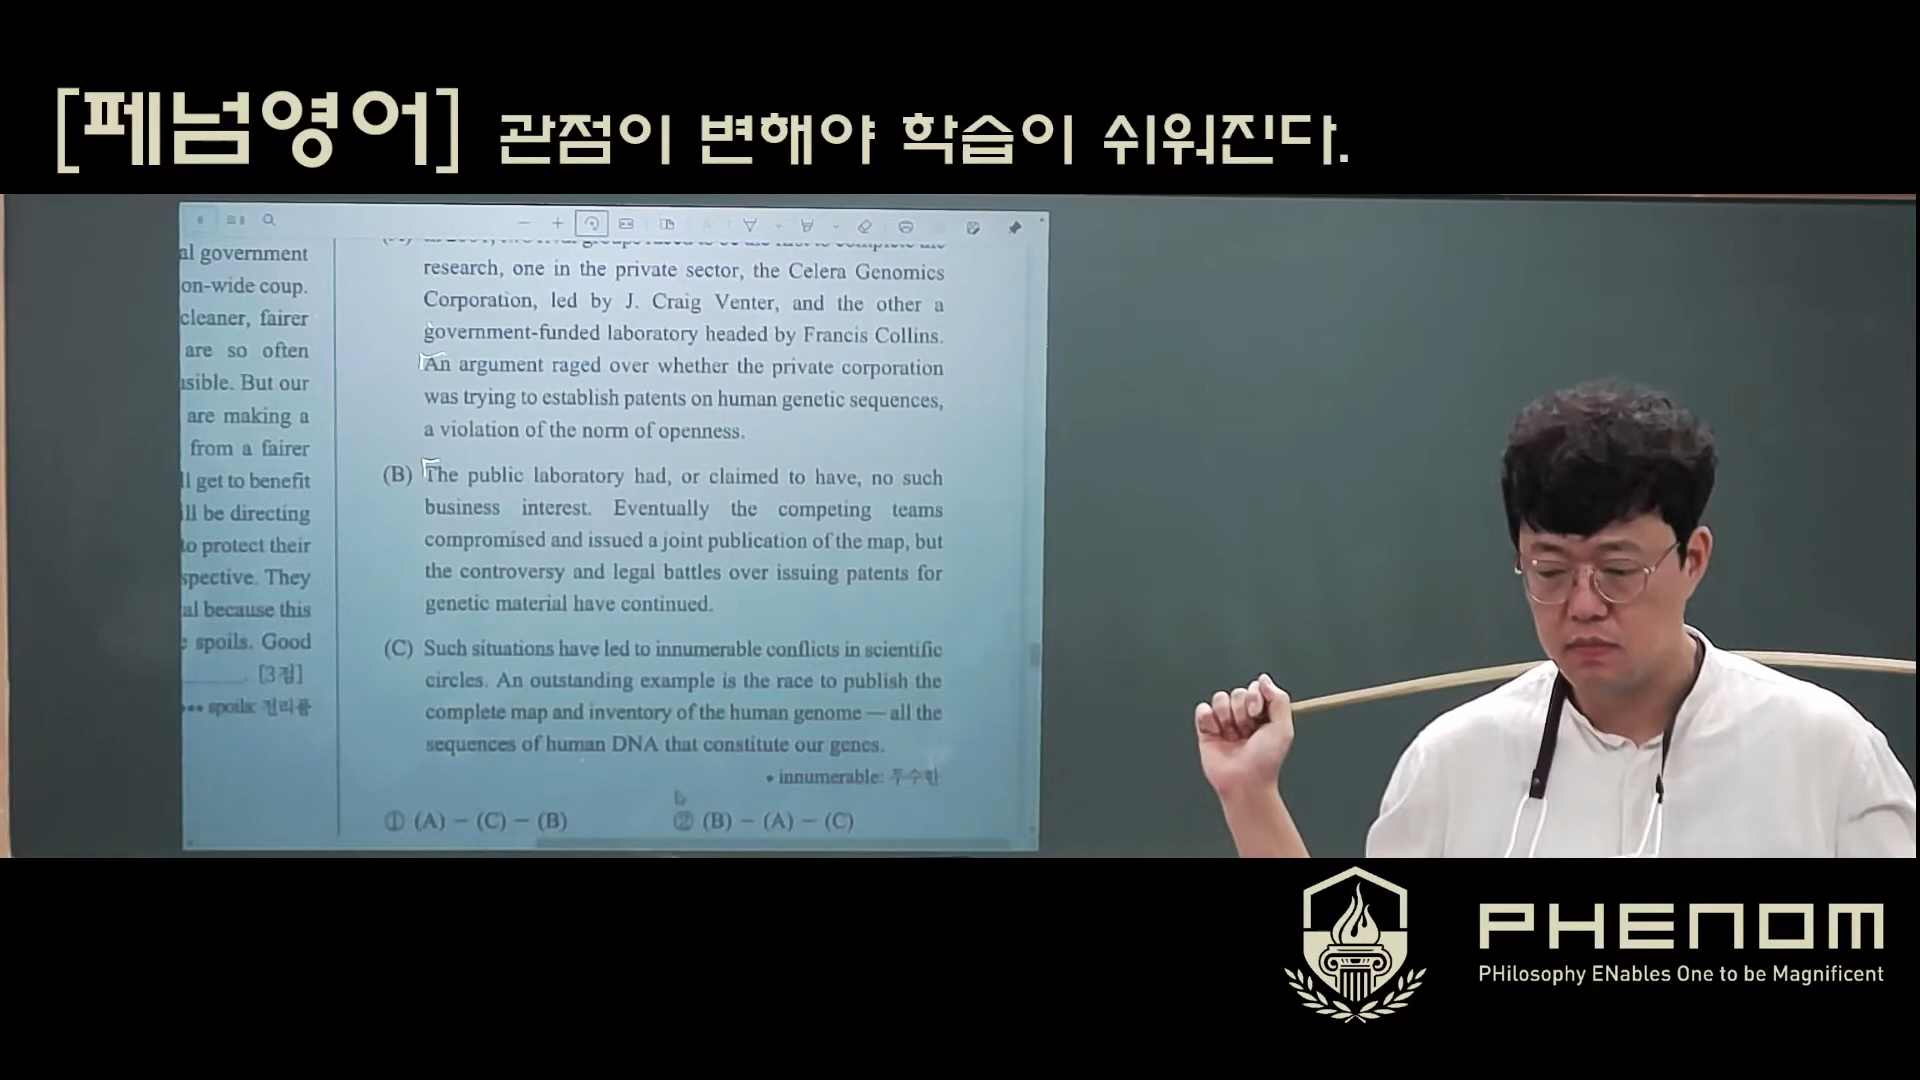 [페넘영어] 관점이 변해야 학습이 쉬워진다.
6
al government
on-wide coup.
cleaner, fairer
are so often
sible. But our
are making a
from a fairer
ll get to benefit
ill be directing
to protect their
spective. They
al because this
spoils. Good
[3점]
spoils: 전리품
research, one in the private sector, the Celera Genomics
Corporation, led by J. Craig Venter, and the other a
government-funded laboratory headed by Francis Collins.
An argument raged over whether the private corporation
was trying to establish patents on human genetic sequences,
a violation of the norm of openness.
(B) The public laboratory had, or claimed to have, no such
business interest. Eventually the competing teams
compromised and issued a joint publication of the map, but
the controversy and legal battles over issuing patents for
genetic material have continued.
(C) Such situations have led to innumerable conflicts in scientific
circles. An outstanding example is the race to publish the
complete map and inventory of the human genome — all the
sequences of human DNA that constitute our genes.
* innumerable: 무수한
① (A) − (C) − (B) ② (B) − (A) − (C)
PHENOM
PHilosophy ENables One to be Magnificent